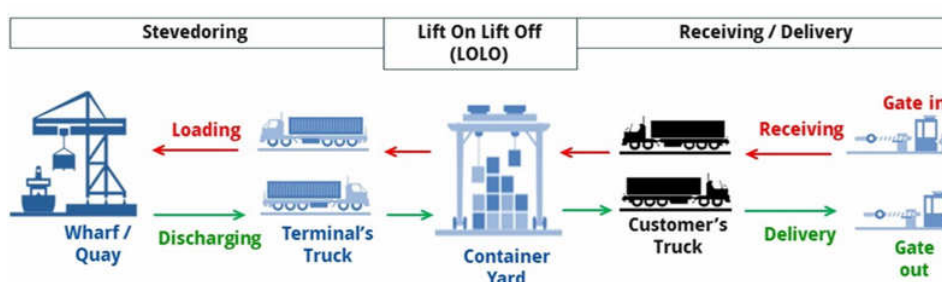 Stevedoring
Lift On Lift Off
(LOLO)
Receiving / Delivery
Gate in
Loading
Receiving
Wharf /
Quay
Discharging
Terminal's
Truck
Container
Yard
Customer's
Truck
Delivery
Gate
out